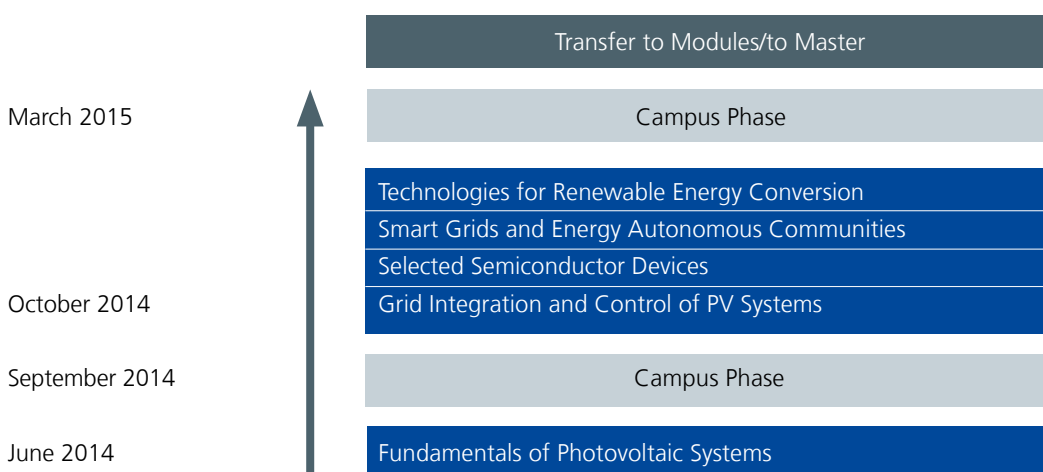 Transfer to Modules/to Master
March 2015
Campus Phase
Technologies for Renewable Energy Conversion
Smart Grids and Energy Autonomous Communities
Selected Semiconductor Devices
October 2014
Grid Integration and Control of PV Systems
September 2014
Campus Phase
June 2014
Fundamentals of Photovoltaic Systems